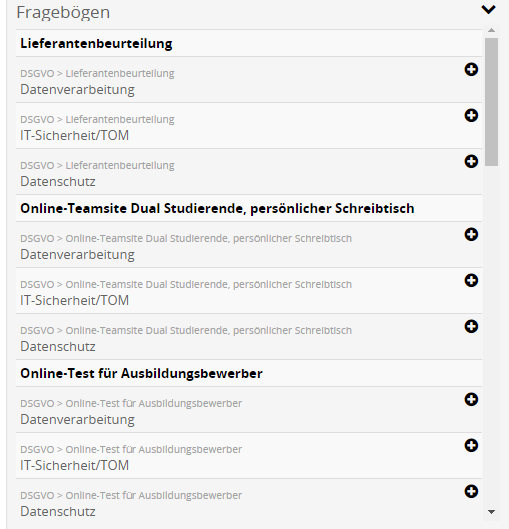 Fragebögen
Lieferantenbeurteilung
DSGVO > Lieferantenbeurteilung
Datenverarbeitung
DSGVO > Lieferantenbeurteilung
IT-Sicherheit/TOM
DSGVO > Lieferantenbeurteilung
Datenschutz
Online-Teamsite Dual Studierende, persönlicher Schreibtisch
DSGVO > Online-Teamsite Dual Studierende, persönlicher Schreibtisch
Datenverarbeitung
DSGVO > Online-Teamsite Dual Studierende, persönlicher Schreibtisch
IT-Sicherheit/TOM
DSGVO > Online-Teamsite Dual Studierende, persönlicher Schreibtisch
Datenschutz
Online-Test für Ausbildungsbewerber
DSGVO > Online-Test für Ausbildungsbewerber
Datenverarbeitung
DSGVO > Online-Test für Ausbildungsbewerber
IT-Sicherheit/TOM
DSGVO > Online-Test für Ausbildungsbewerber
Datenschutz